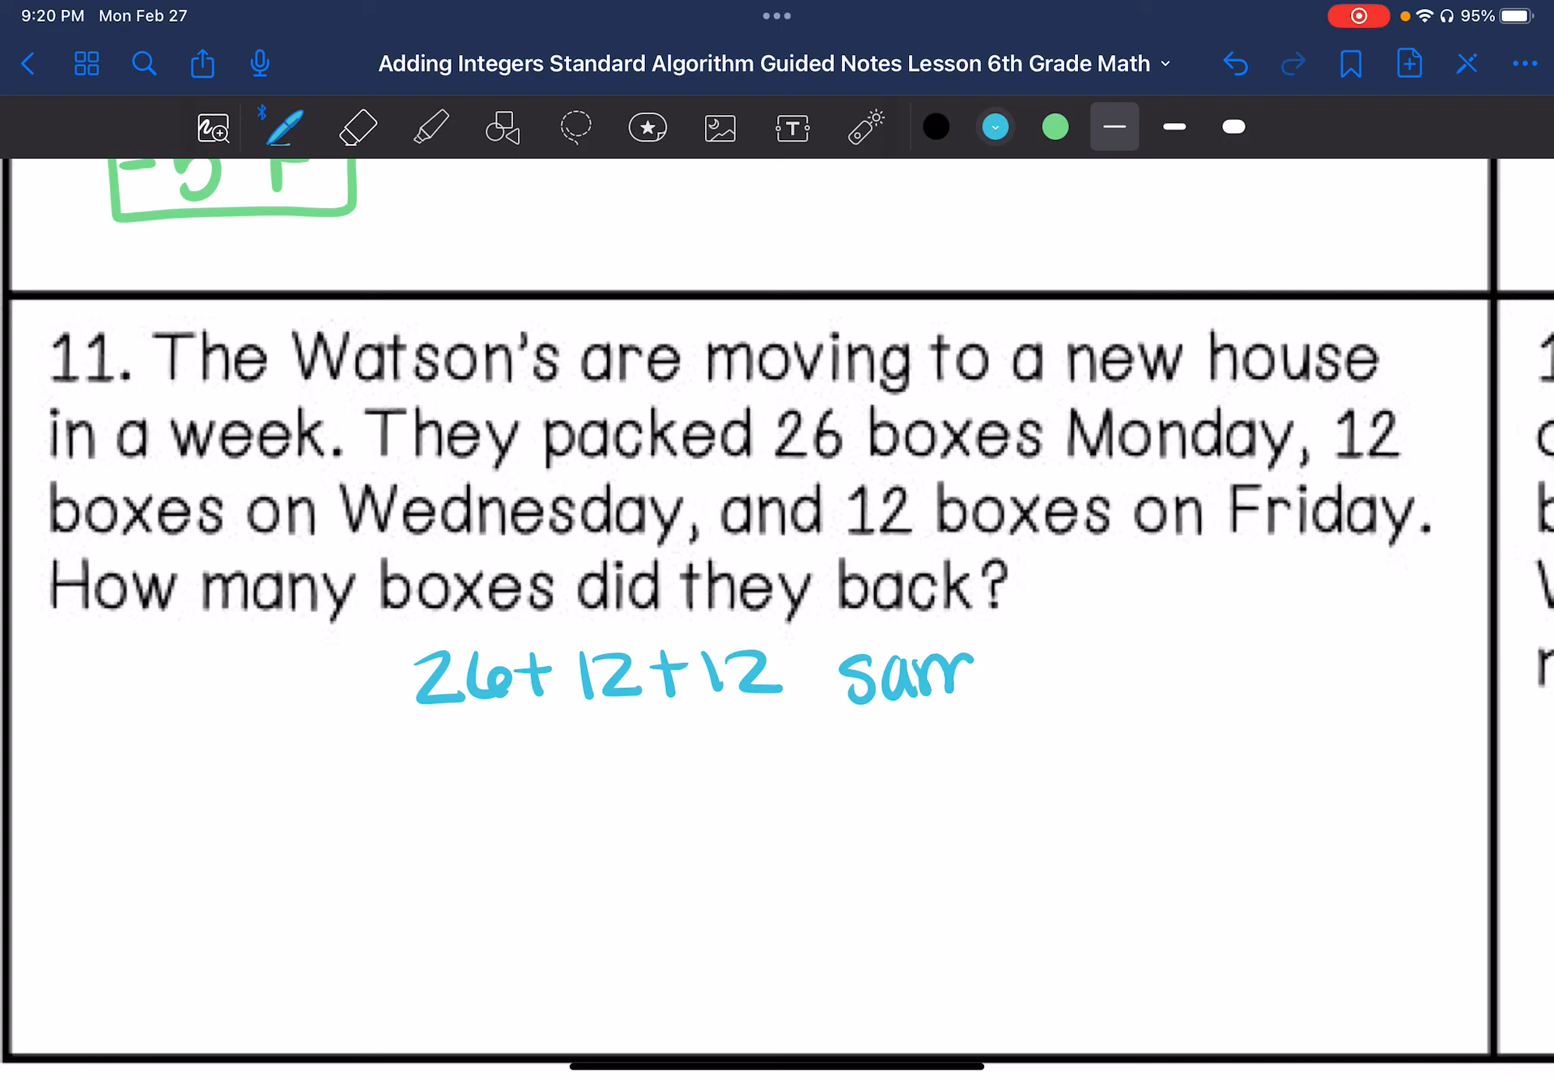 9:20 PM Mon Feb 27
95%
Adding Integers Standard Algorithm Guided Notes Lesson 6th Grade Math
11. The Watson's are moving to a new house
in a week. They packed 26 boxes Monday, 12
boxes on Wednesday, and 12 boxes on Friday.
How many boxes did they back?
26+ 12+12 sam